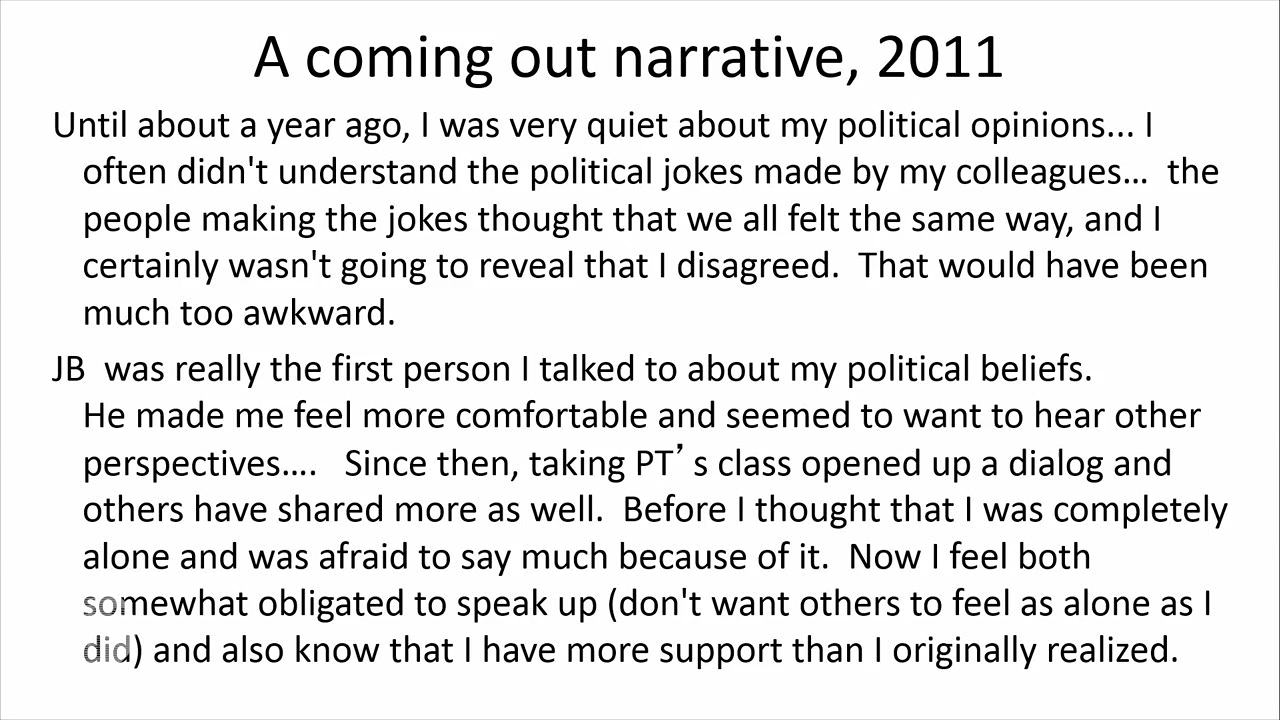 A coming out narrative, 2011
Until about a year ago, I was very quiet about my political opinions... I
often didn't understand the political jokes made by my colleagues… the
people making the jokes thought that we all felt the same way, and I
certainly wasn't going to reveal that I disagreed. That would have been
much too awkward.
JB was really the first person I talked to about my political beliefs.
He made me feel more comfortable and seemed to want to hear other
perspectives…. Since then, taking PT’s class opened up a dialog and
others have shared more as well. Before I thought that I was completely
alone and was afraid to say much because of it. Now I feel both
somewhat obligated to speak up (don't want others to feel as alone as I
did) and also know that I have more support than I originally realized.